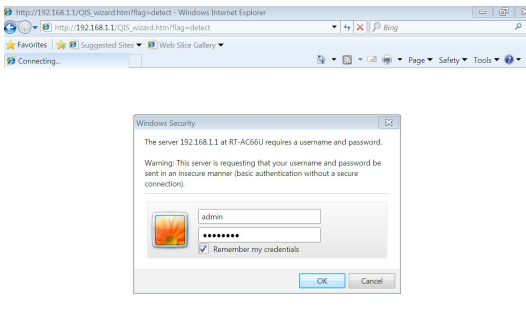 http://192.168.1.1/QIS_wizard.htm?flag=detect - Windows Internet Explorer
http://192.168.1.1/QIS_wizard.htm?flag=detect
Bing
Favorites
Suggested Sites
Web Slice Gallery
Connecting...
Page
Safety
Tools
Windows Security
The server 192.168.1.1 at RT-AC66U requires a username and password.
Warning: This server is requesting that your username and password be
sent in an insecure manner (basic authentication without a secure
connection).
admin
●●●●●●●●
Remember my credentials
OK
Cancel